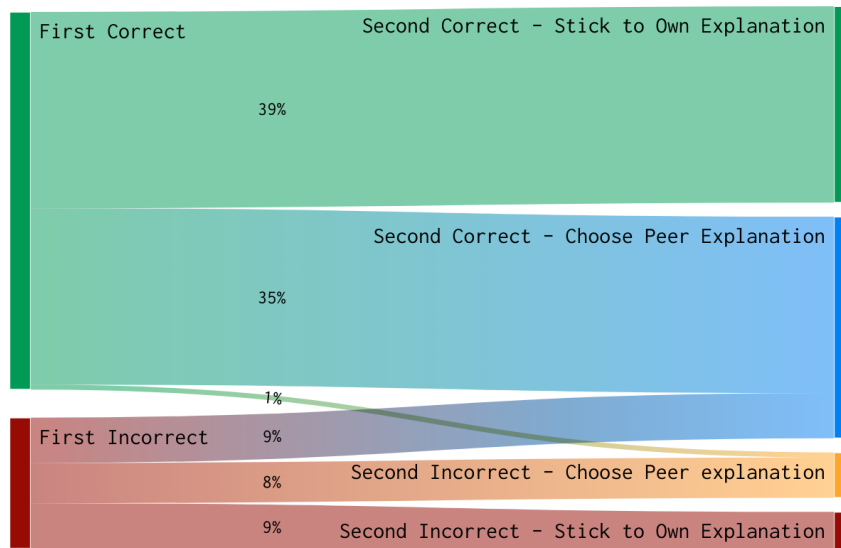 First Correct
Second Correct - Stick to Own Explanation
39%
Second Correct - Choose Peer Explanation
35%
1%
First Incorrect
9%
Second Incorrect - Choose Peer explanation
8%
9%
Second Incorrect - Stick to Own Explanation